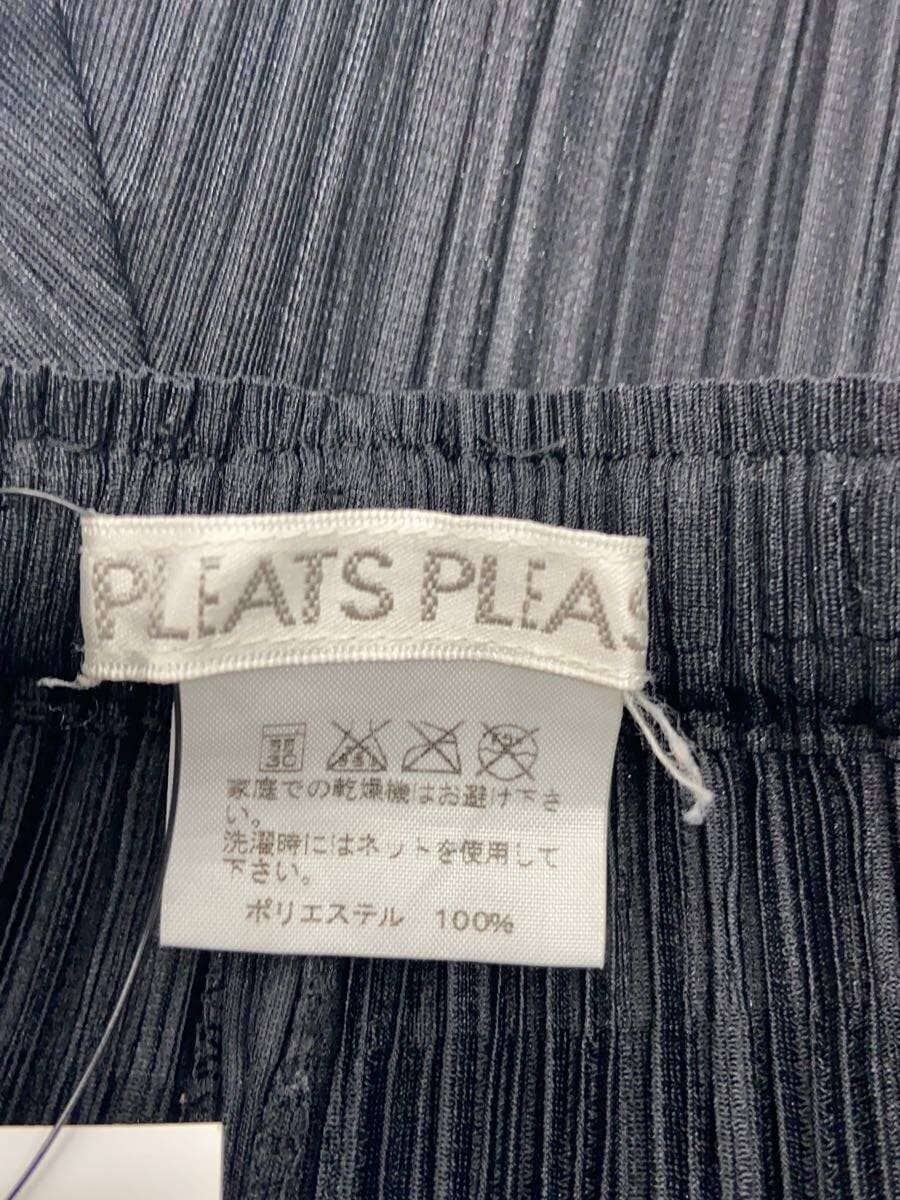 PLEATS PLEAS
30
家庭での乾燥機はお避け下さ
い。
洗濯時にはネットを使用して
下さい。
ポリエステル 100%